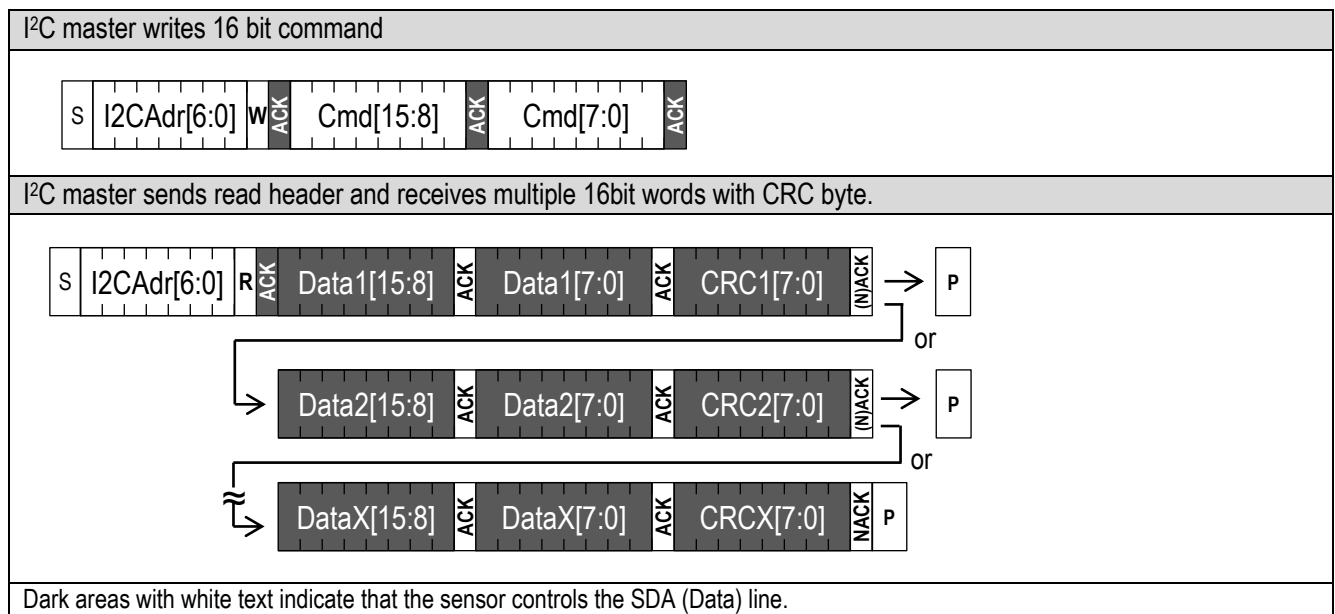 I²C master writes 16 bit command
S I2CAdr[6:0] W ACK Cmd[15:8] ACK Cmd[7:0] ACK
I²C master sends read header and receives multiple 16bit words with CRC byte.
S I2CAdr[6:0] R ACK Data1[15:8] ACK Data1[7:0] ACK CRC1[7:0] (N)ACK P
or
Data2[15:8] ACK Data2[7:0] ACK CRC2[7:0] (N)ACK P
or
≈ DataX[15:8] ACK DataX[7:0] ACK CRCX[7:0] NACK P
Dark areas with white text indicate that the sensor controls the SDA (Data) line.